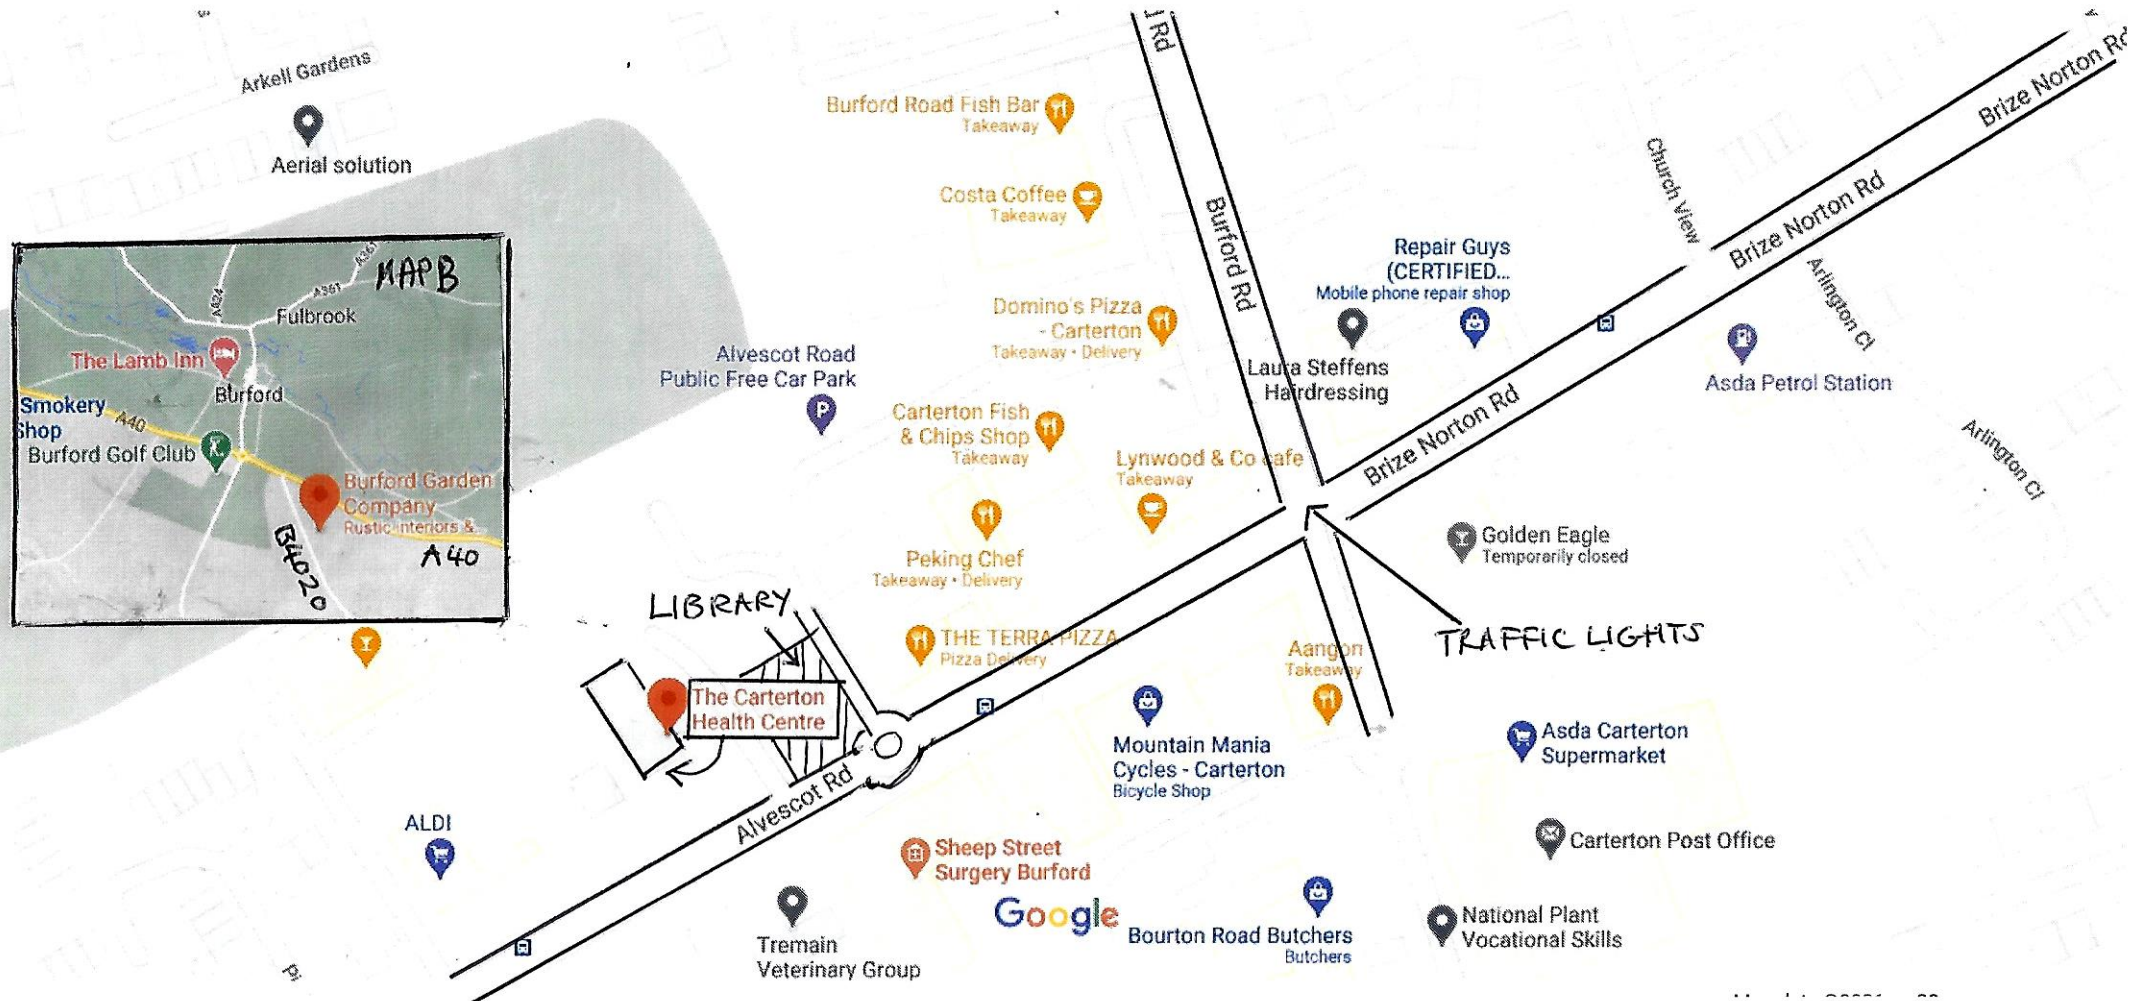 Arkell Gardens
Aerial solution
Rd
Burford Road Fish Bar
Takeaway
Costa Coffee
Takeaway
Burford Rd
Domino's Pizza
- Carterton
Takeaway • Delivery
Alvescot Road
Public Free Car Park
Carterton Fish
& Chips Shop
Takeaway
Lynwood & Co cafe
Takeaway
Peking Chef
Takeaway • Delivery
THE TERRA PIZZA
Pizza Delivery
Brize Norton Rd
Brize Norton Rd
Brize Norton Rd
Church View
Arlington Cl
Arlington Cl
Repair Guys
(CERTIFIED...
Mobile phone repair shop
Laura Steffens
Hairdressing
Asda Petrol Station
Golden Eagle
Temporarily closed
TRAFFIC LIGHTS
Aangon
Takeaway
Asda Carterton
Supermarket
Carterton Post Office
National Plant
Vocational Skills
Mountain Mania
Cycles - Carterton
Bicycle Shop
Bourton Road Butchers
Butchers
Sheep Street
Surgery Burford
Google
Tremain
Veterinary Group
ALDI
Alvescot Rd
LIBRARY
The Carterton
Health Centre
P
MAP B
A361
A361
A424
Fulbrook
The Lamb Inn
Burford
Smokery
Shop
A40
Burford Golf Club
Burford Garden
Company
Rustic interiors &
B4020
A40